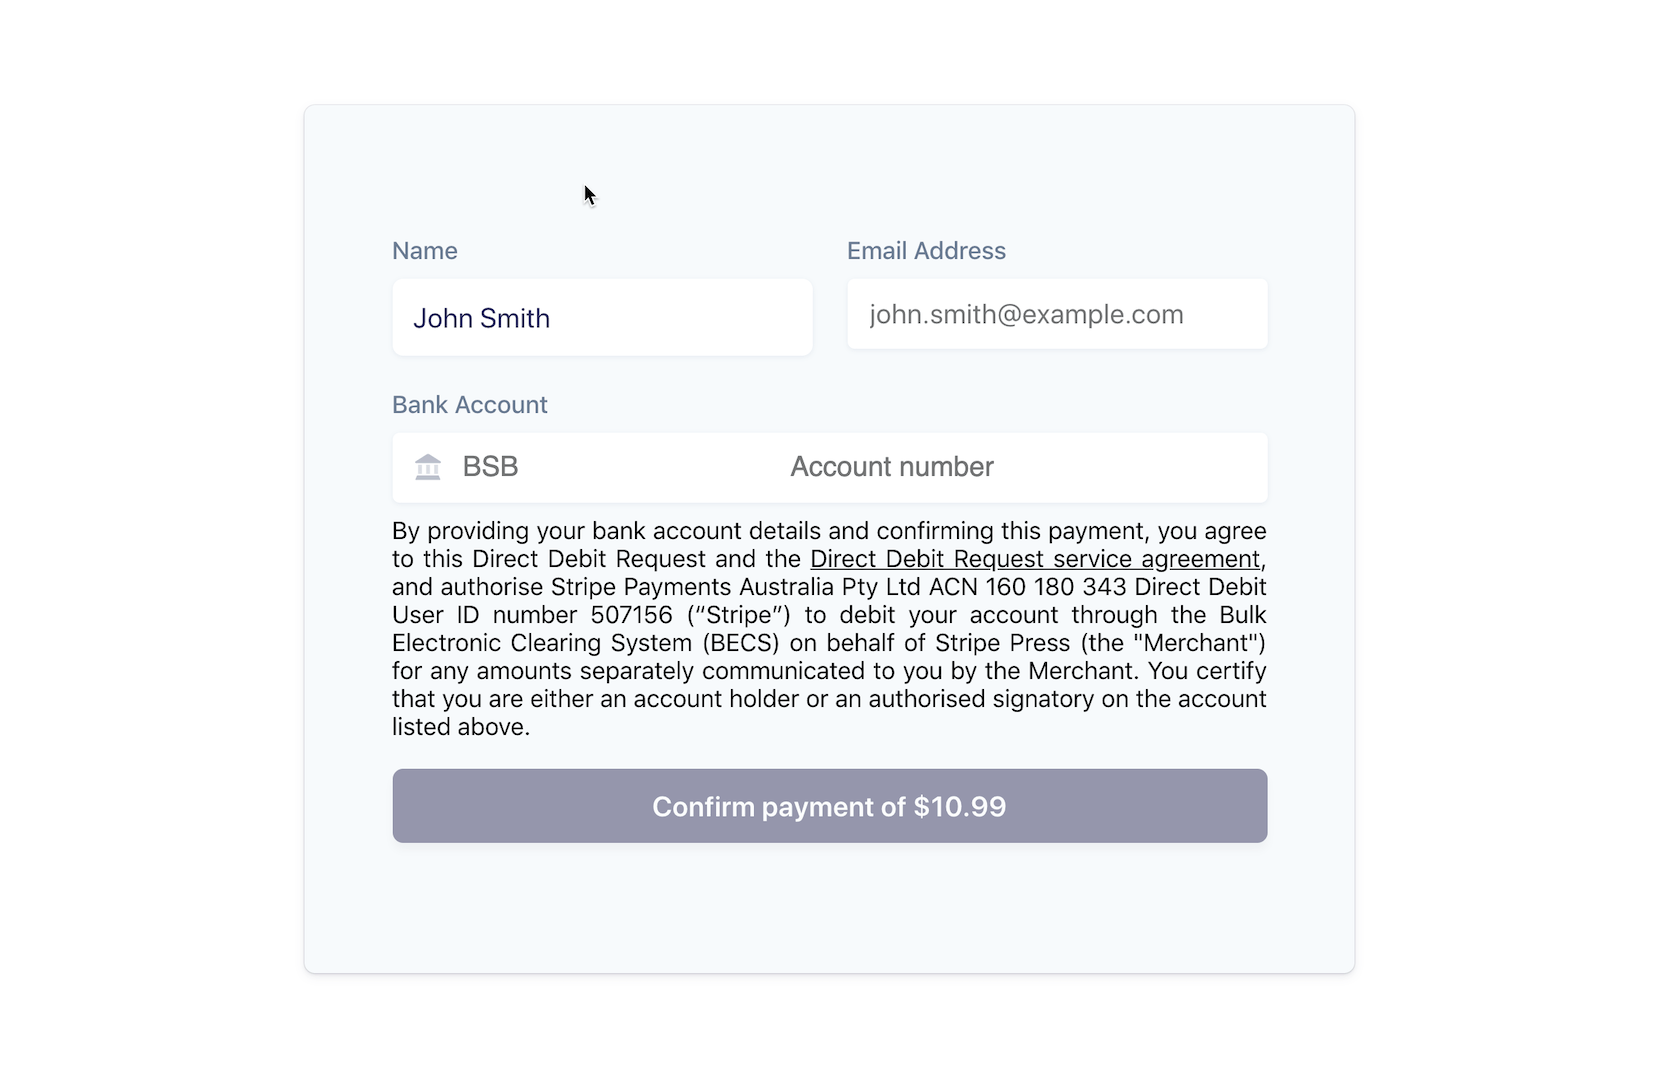 Name
Email Address
John Smith
john.smith@example.com
Bank Account
BSB
Account number
By providing your bank account details and confirming this payment, you agree
to this Direct Debit Request and the Direct Debit Request service agreement,
and authorise Stripe Payments Australia Pty Ltd ACN 160 180 343 Direct Debit
User ID number 507156 (“Stripe”) to debit your account through the Bulk
Electronic Clearing System (BECS) on behalf of Stripe Press (the "Merchant")
for any amounts separately communicated to you by the Merchant. You certify
that you are either an account holder or an authorised signatory on the account
listed above.
Confirm payment of $10.99